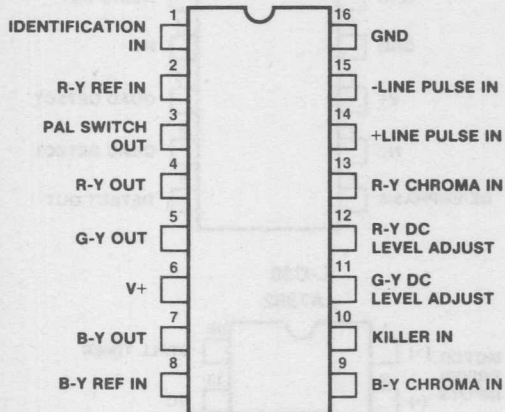 1
IDENTIFICATION
IN
16
GND
2
R-Y REF IN
15
-LINE PULSE IN
3
PAL SWITCH
OUT
14
+LINE PULSE IN
4
R-Y OUT
13
R-Y CHROMA IN
5
G-Y OUT
12
R-Y DC
LEVEL ADJUST
6
V+
11
G-Y DC
LEVEL ADJUST
7
B-Y OUT
10
KILLER IN
8
B-Y REF IN
9
B-Y CHROMA IN